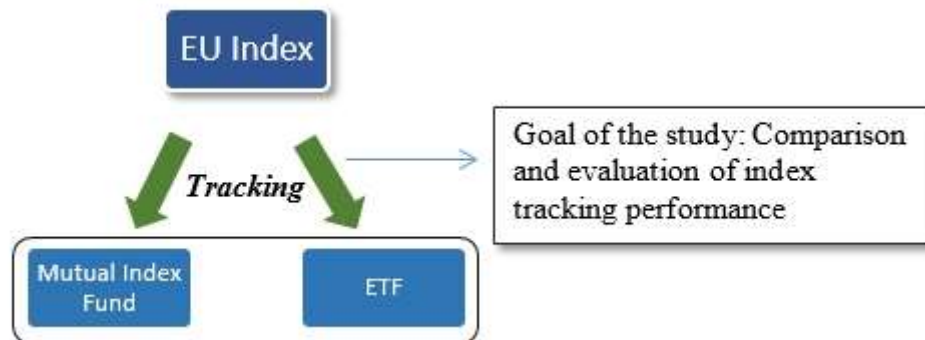 EU Index
Tracking
Goal of the study: Comparison
and evaluation of index
tracking performance
Mutual Index
Fund
ETF